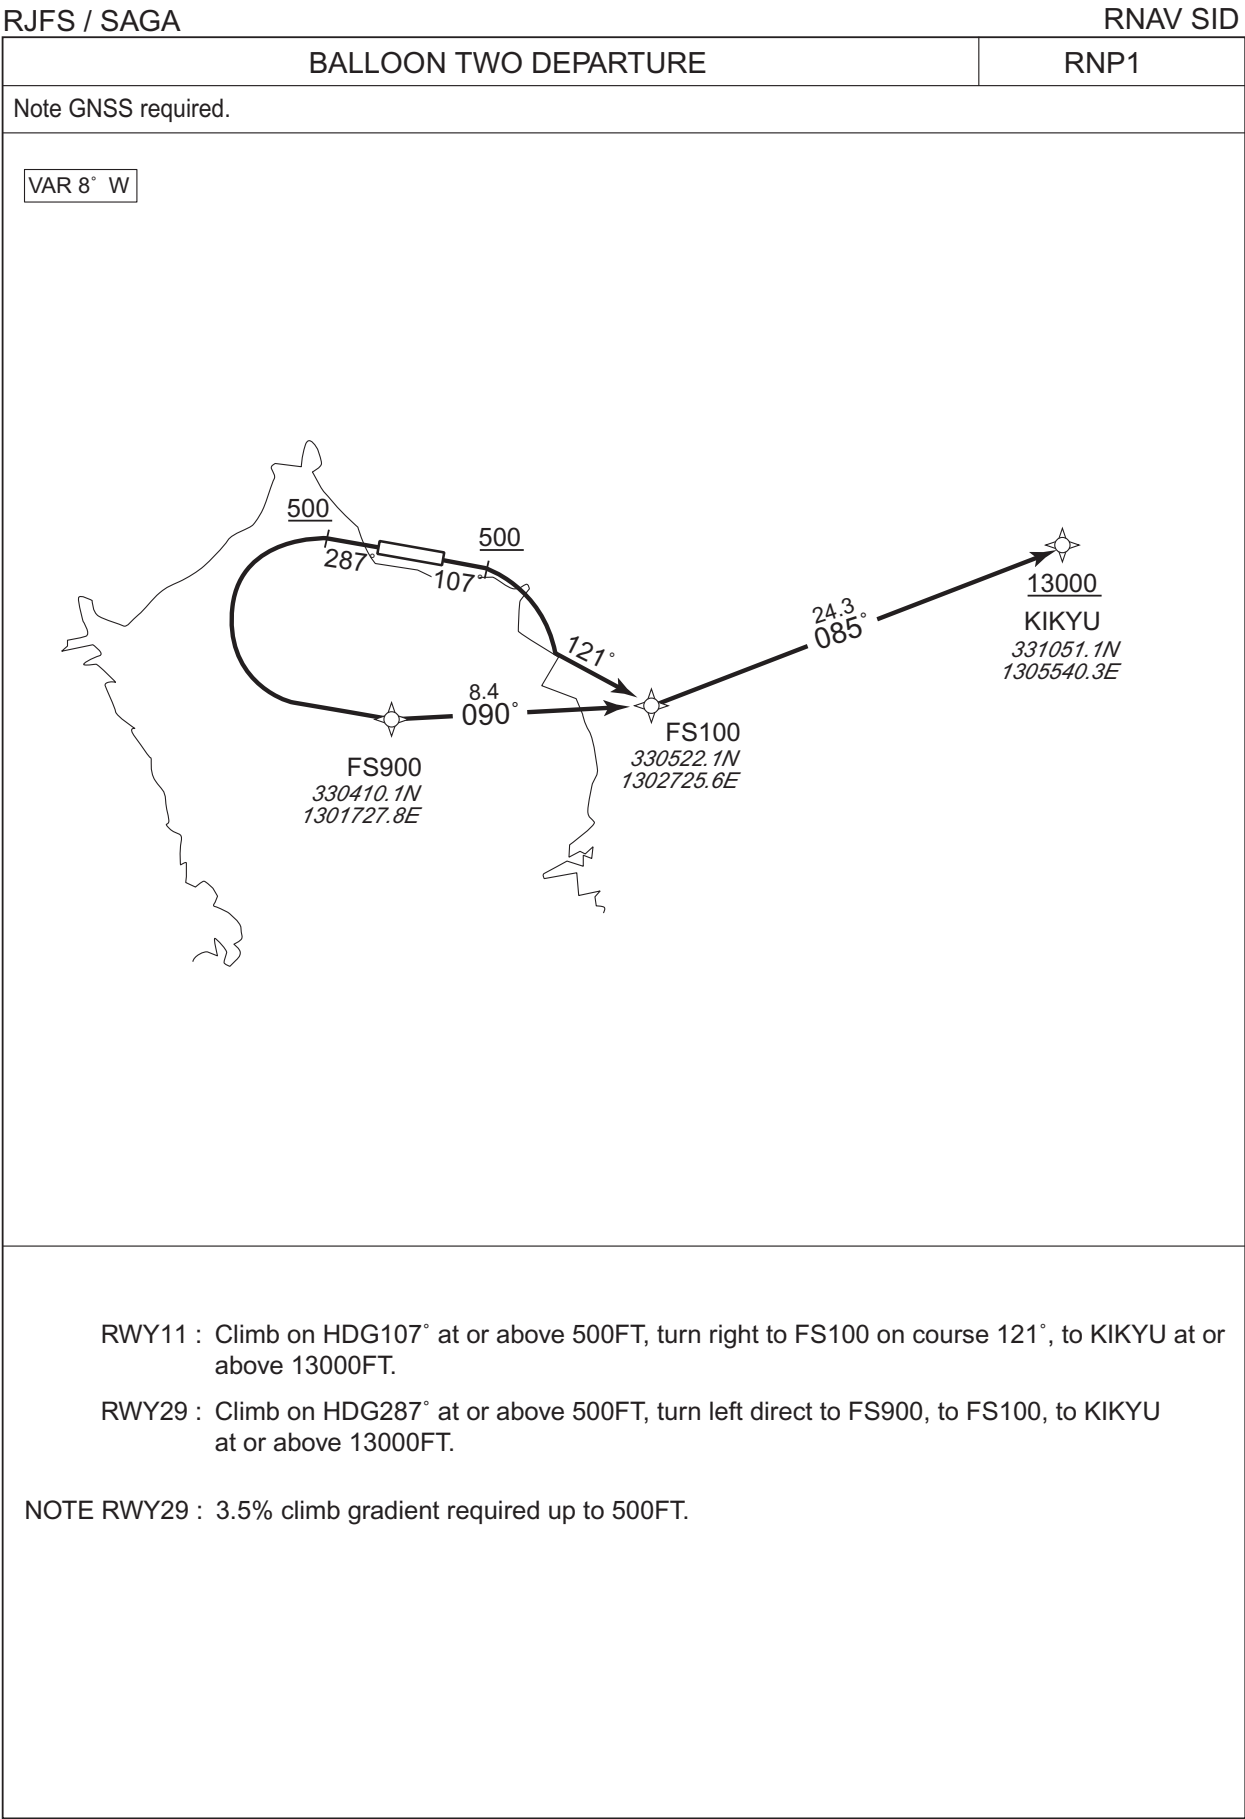 RJFS / SAGA
RNAV SID
BALLOON TWO DEPARTURE
RNP1
Note GNSS required.
VAR 8° W
500
500
287°
107°
13000
KIKYU
331051.1N
1305540.3E
24.3
085°
121°
8.4
090°
FS100
330522.1N
1302725.6E
FS900
330410.1N
1301727.8E
RWY11 : Climb on HDG107° at or above 500FT, turn right to FS100 on course 121°, to KIKYU at or
above 13000FT.
RWY29 : Climb on HDG287° at or above 500FT, turn left direct to FS900, to FS100, to KIKYU
at or above 13000FT.
NOTE RWY29 : 3.5% climb gradient required up to 500FT.